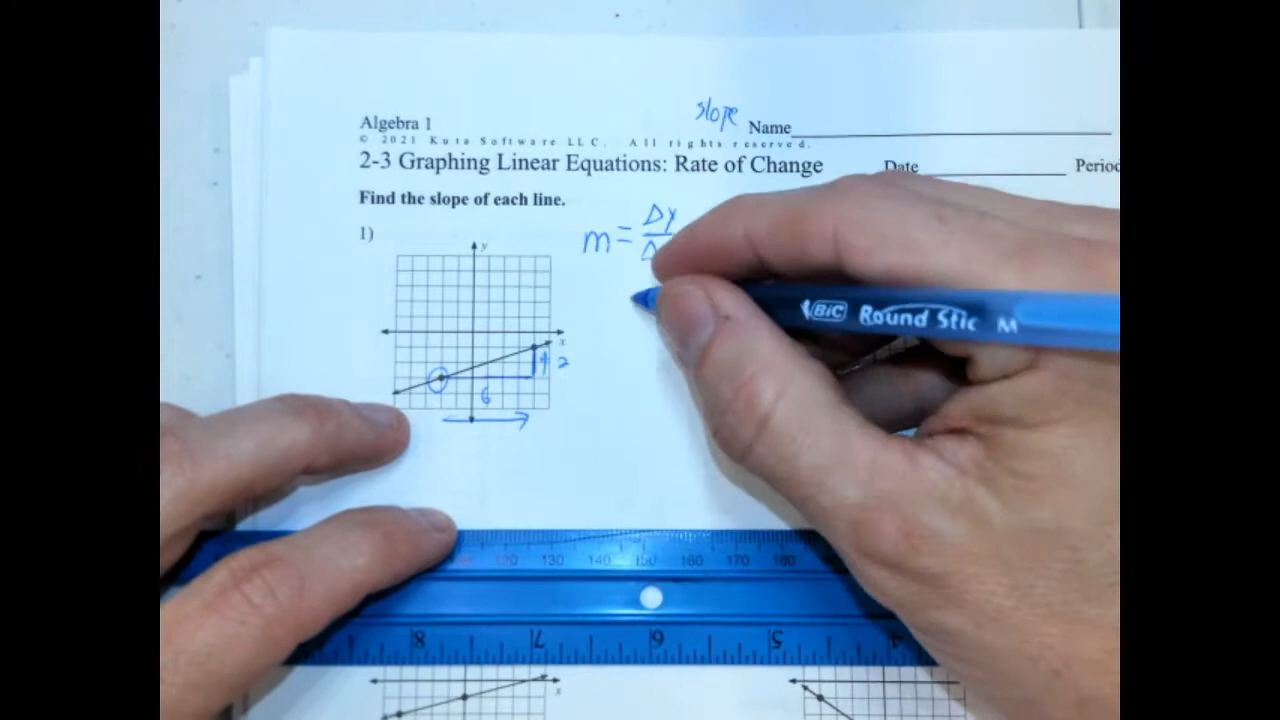 slope
Algebra 1
Name
© 2021 Kuta Software LLC. All rights reserved.
2-3 Graphing Linear Equations: Rate of Change
Date
Period
Find the slope of each line.
1)
m = Δy
Δ
y
x
2
6
BIC Round Stic M
120 130 140 150 160 170 180
8 7 6 5 4
x